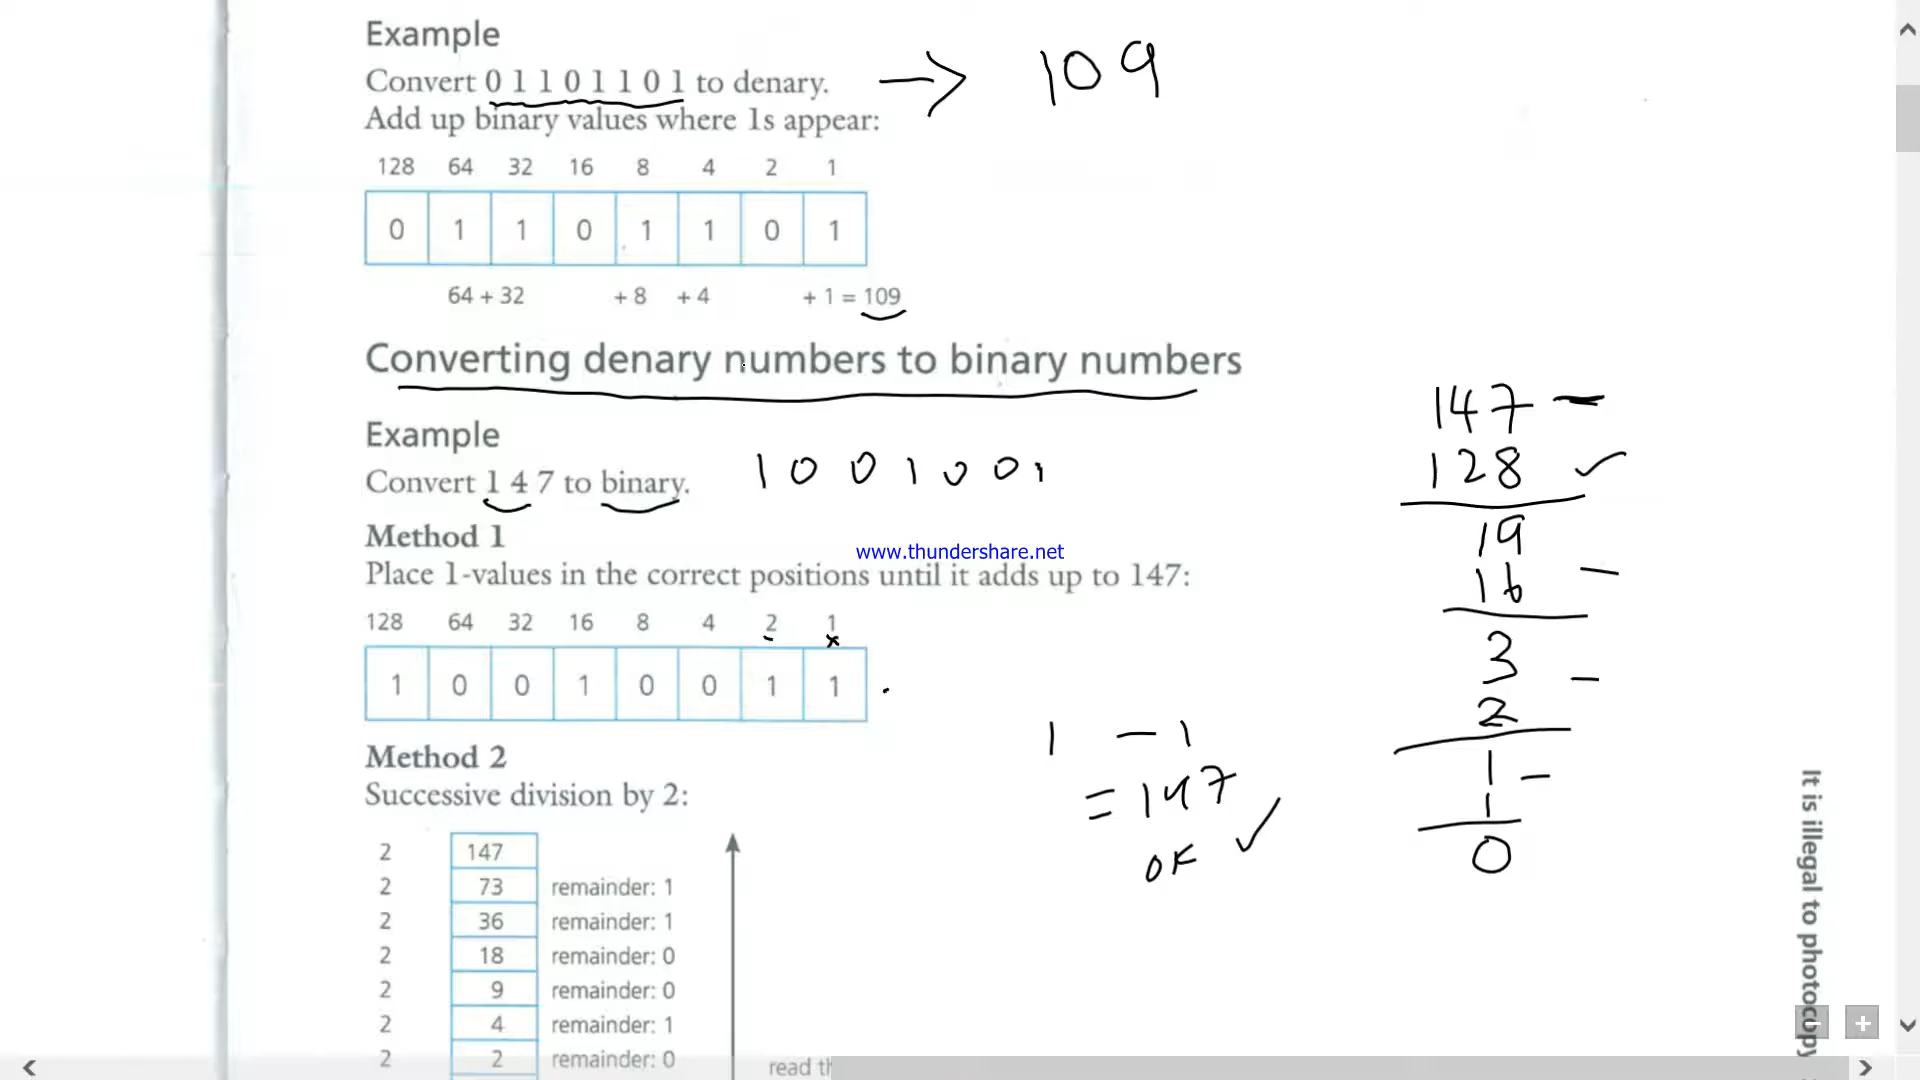 Example
Convert 0 1 1 0 1 1 0 1 to denary. → 109
Add up binary values where 1s appear:
128 64 32 16 8 4 2 1
0 1 1 0 1 1 0 1
64 + 32 + 8 + 4 + 1 = 109
Converting denary numbers to binary numbers
Example
Convert 1 4 7 to binary. 1 0 0 1 0 0 1
Method 1
www.thundershare.net
Place 1-values in the correct positions until it adds up to 147:
128 64 32 16 8 4 2 1
1 0 0 1 0 0 1 1
Method 2
Successive division by 2:
2 147
2 73 remainder: 1
2 36 remainder: 1
2 18 remainder: 0
2 9 remainder: 0
2 4 remainder: 1
2 2 remainder: 0
read th
147 –
128 ✓
19
16 –
3 –
2
1 –
1
0
1 – 1
= 147
OK ✓
It is illegal to photocopy